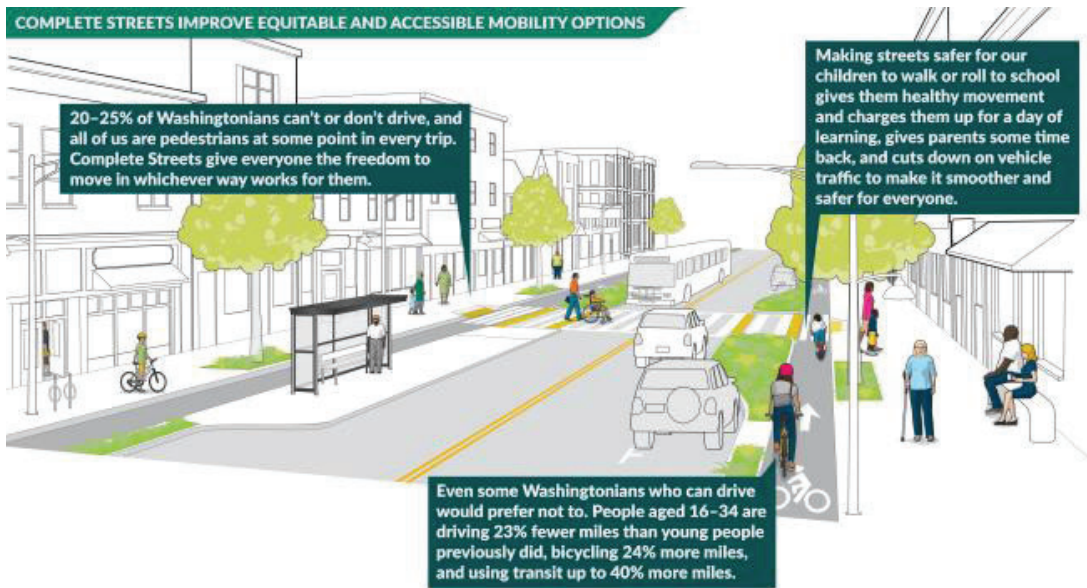 COMPLETE STREETS IMPROVE EQUITABLE AND ACCESSIBLE MOBILITY OPTIONS
20–25% of Washingtonians can’t or don’t drive, and
all of us are pedestrians at some point in every trip.
Complete Streets give everyone the freedom to
move in whichever way works for them.
Making streets safer for our
children to walk or roll to school
gives them healthy movement
and charges them up for a day of
learning, gives parents some time
back, and cuts down on vehicle
traffic to make it smoother and
safer for everyone.
Even some Washingtonians who can drive
would prefer not to. People aged 16–34 are
driving 23% fewer miles than young people
previously did, bicycling 24% more miles,
and using transit up to 40% more miles.